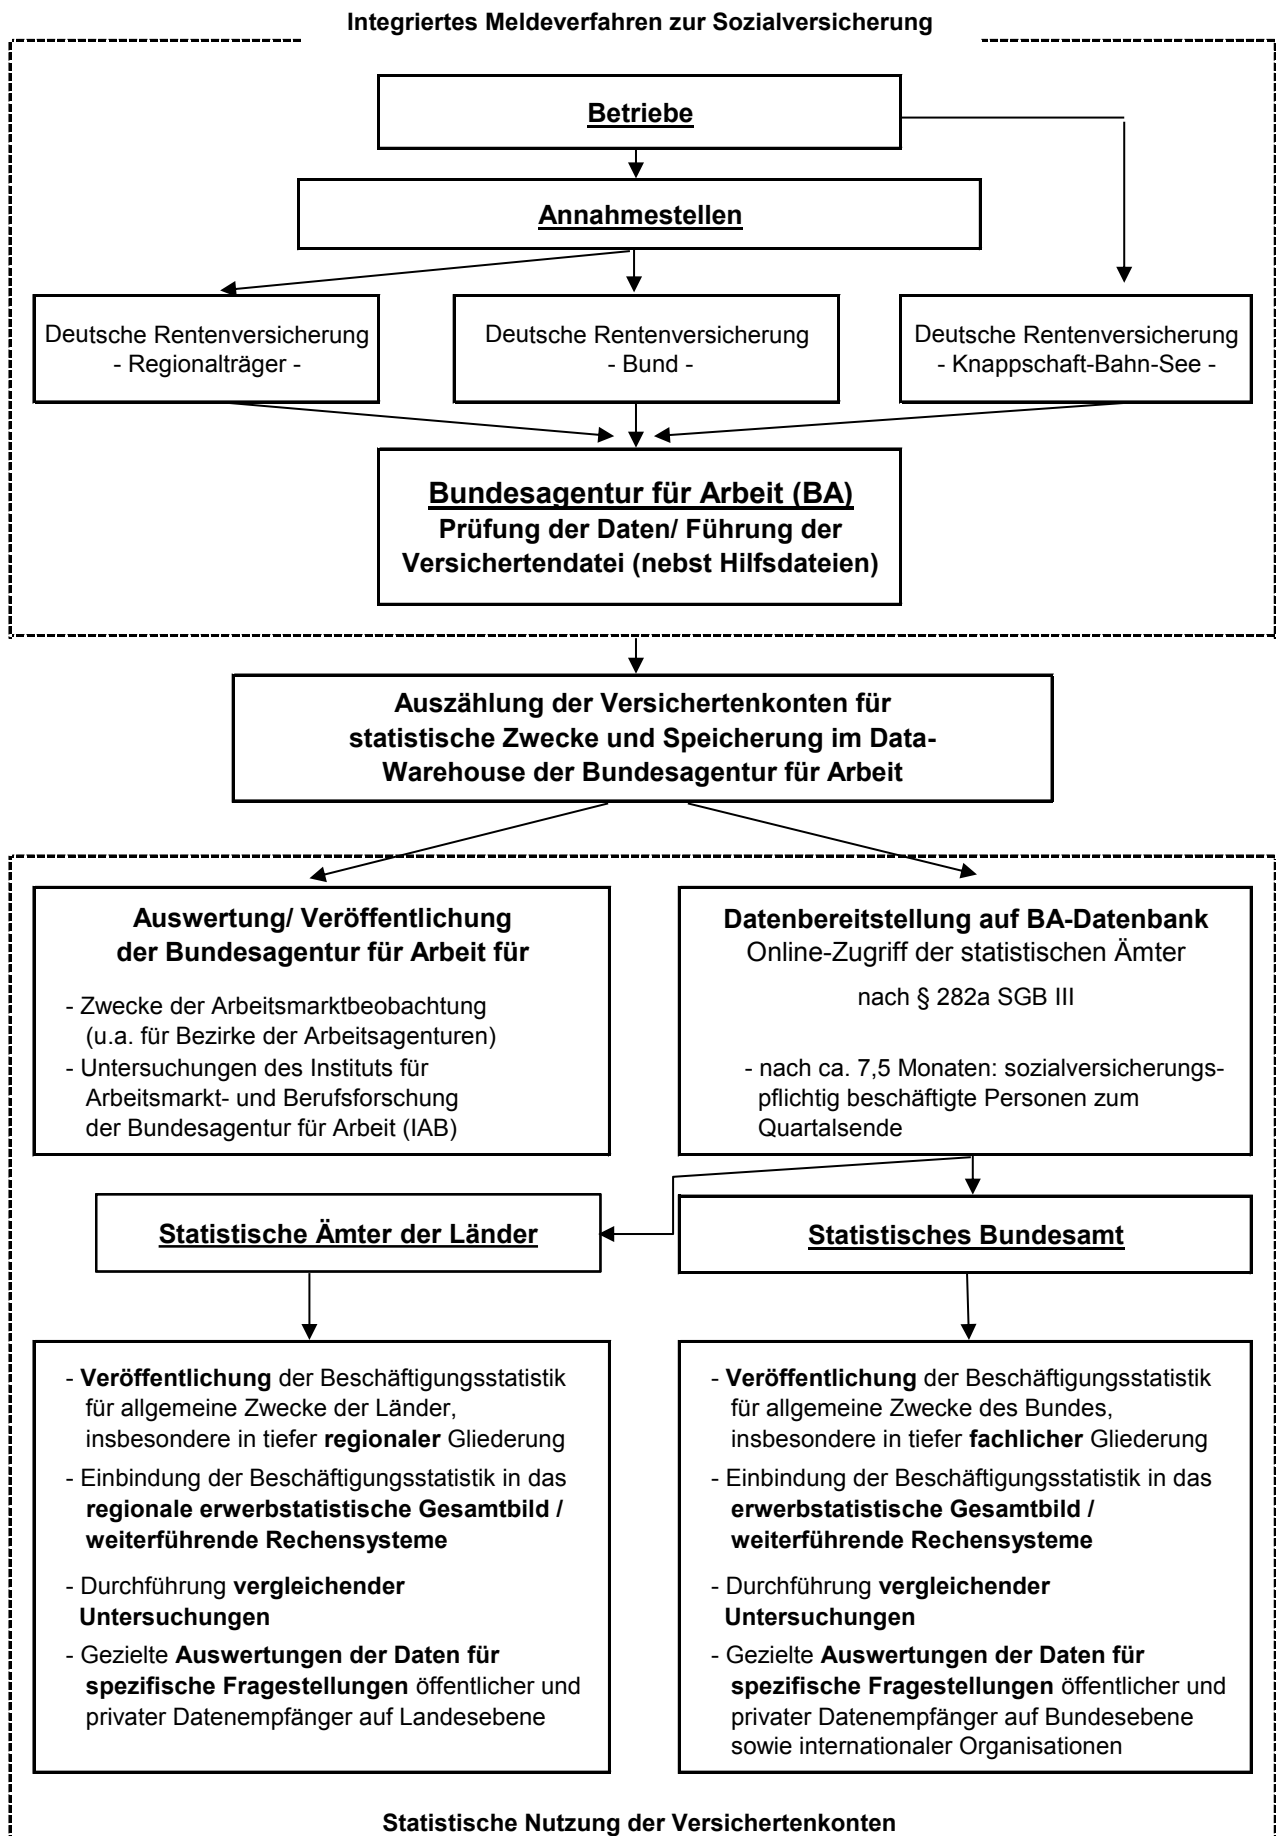 Integriertes Meldeverfahren zur Sozialversicherung
Betriebe
Annahmestellen
Deutsche Rentenversicherung
- Regionalträger -
Deutsche Rentenversicherung
- Bund -
Deutsche Rentenversicherung
- Knappschaft-Bahn-See -
Bundesagentur für Arbeit (BA)
Prüfung der Daten/ Führung der
Versichertendatei (nebst Hilfsdateien)
Auszählung der Versichertenkonten für
statistische Zwecke und Speicherung im Data-
Warehouse der Bundesagentur für Arbeit
Auswertung/ Veröffentlichung
der Bundesagentur für Arbeit für
- Zwecke der Arbeitsmarktbeobachtung
(u.a. für Bezirke der Arbeitsagenturen)
- Untersuchungen des Instituts für
Arbeitsmarkt- und Berufsforschung
der Bundesagentur für Arbeit (IAB)
Datenbereitstellung auf BA-Datenbank
Online-Zugriff der statistischen Ämter
nach § 282a SGB III
- nach ca. 7,5 Monaten: sozialversicherungs-
pflichtig beschäftigte Personen zum
Quartalsende
Statistische Ämter der Länder
Statistisches Bundesamt
- Veröffentlichung der Beschäftigungsstatistik
für allgemeine Zwecke der Länder,
insbesondere in tiefer regionaler Gliederung
- Einbindung der Beschäftigungsstatistik in das
regionale erwerbstatistische Gesamtbild /
weiterführende Rechensysteme
- Durchführung vergleichender
Untersuchungen
- Gezielte Auswertungen der Daten für
spezifische Fragestellungen öffentlicher und
privater Datenempfänger auf Landesebene
- Veröffentlichung der Beschäftigungsstatistik
für allgemeine Zwecke des Bundes,
insbesondere in tiefer fachlicher Gliederung
- Einbindung der Beschäftigungsstatistik in das
erwerbstatistische Gesamtbild /
weiterführende Rechensysteme
- Durchführung vergleichender
Untersuchungen
- Gezielte Auswertungen der Daten für
spezifische Fragestellungen öffentlicher und
privater Datenempfänger auf Bundesebene
sowie internationaler Organisationen
Statistische Nutzung der Versichertenkonten